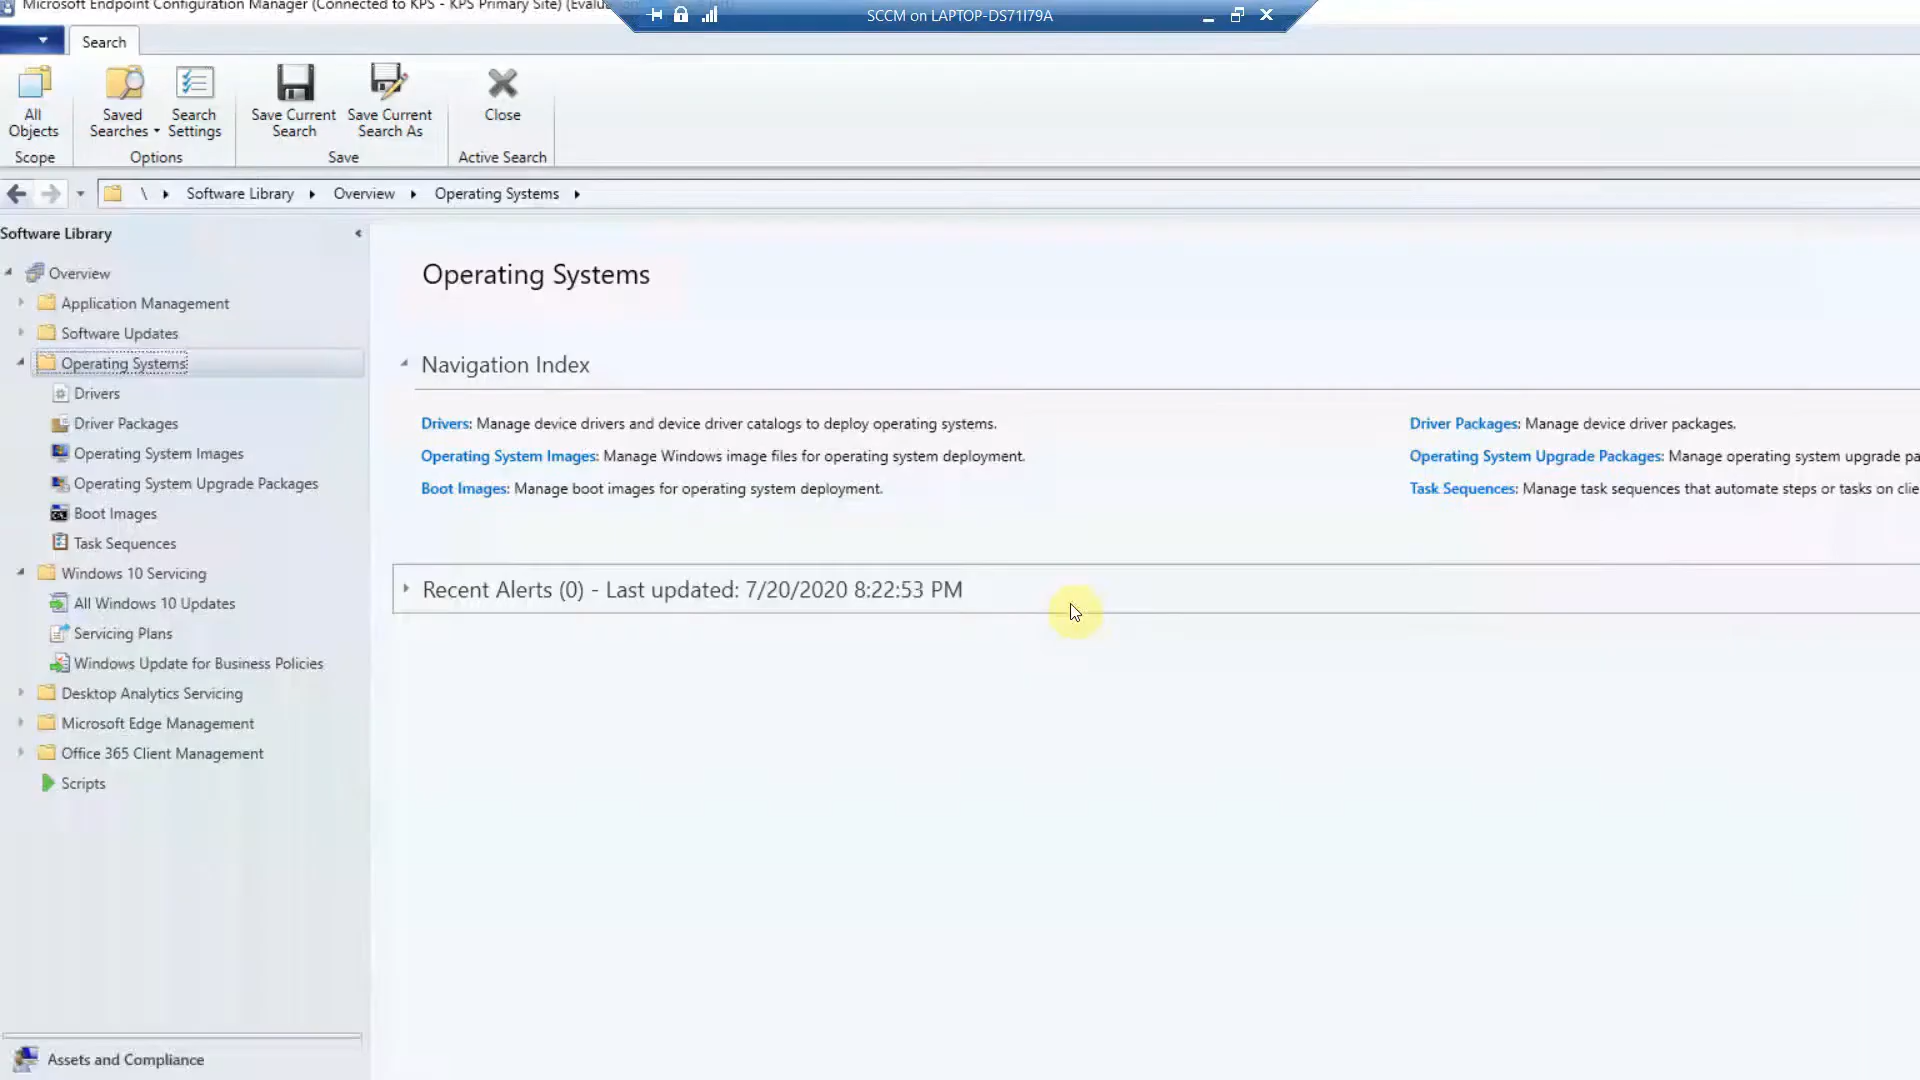 Microsoft Endpoint Configuration Manager (Connected to KPS - KPS Primary Site)
SCCM on LAPTOP-DS71I79A
Search
All Objects
Saved Searches
Search Settings
Save Current Search
Save Current Search As
Close
Scope
Options
Save
Active Search
\ Software Library Overview Operating Systems
Software Library
Overview
Application Management
Software Updates
Operating Systems
Drivers
Driver Packages
Operating System Images
Operating System Upgrade Packages
Boot Images
Task Sequences
Windows 10 Servicing
All Windows 10 Updates
Servicing Plans
Windows Update for Business Policies
Desktop Analytics Servicing
Microsoft Edge Management
Office 365 Client Management
Scripts
Assets and Compliance
Operating Systems
Navigation Index
Drivers: Manage device drivers and device driver catalogs to deploy operating systems.
Operating System Images: Manage Windows image files for operating system deployment.
Boot Images: Manage boot images for operating system deployment.
Driver Packages: Manage device driver packages.
Operating System Upgrade Packages: Manage operating system upgrade pa
Task Sequences: Manage task sequences that automate steps or tasks on clie
Recent Alerts (0) - Last updated: 7/20/2020 8:22:53 PM